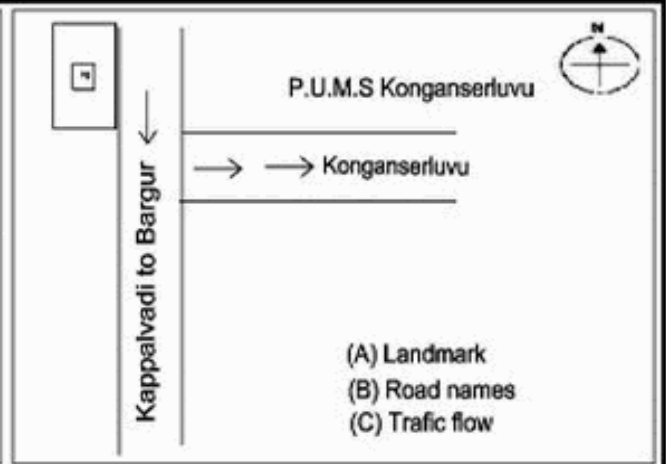 N
P.U.M.S Konganserluvu
Konganserluvu
Kappalvadi to Bargur
(A) Landmark
(B) Road names
(C) Trafic flow